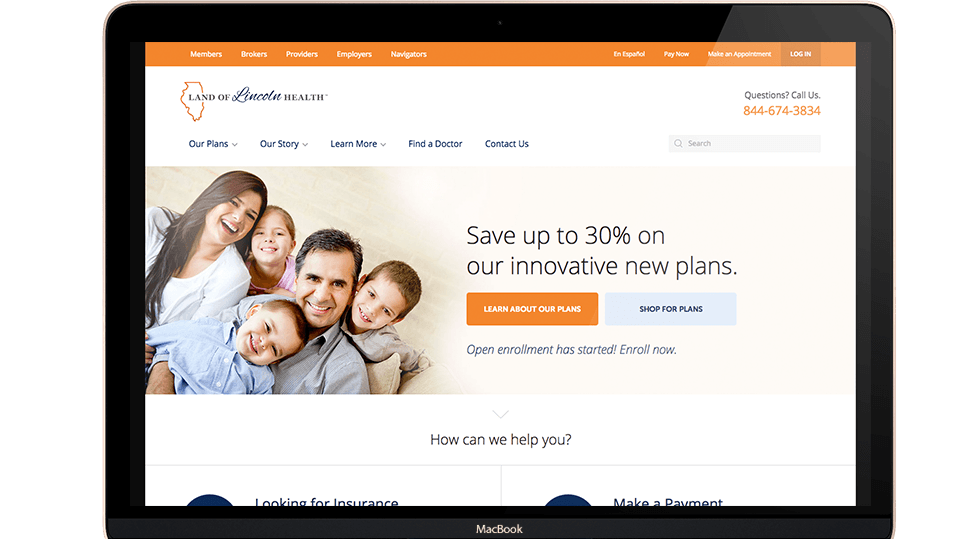 Members Brokers Providers Employers Navigators En Español Pay Now Make an Appointment LOG IN
LAND OF Lincoln HEALTH™
Questions? Call Us.
844-674-3834
Our Plans Our Story Learn More Find a Doctor Contact Us Search
Save up to 30% on
our innovative new plans.
LEARN ABOUT OUR PLANS SHOP FOR PLANS
Open enrollment has started! Enroll now.
How can we help you?
Looking for Insurance Make a Payment
MacBook